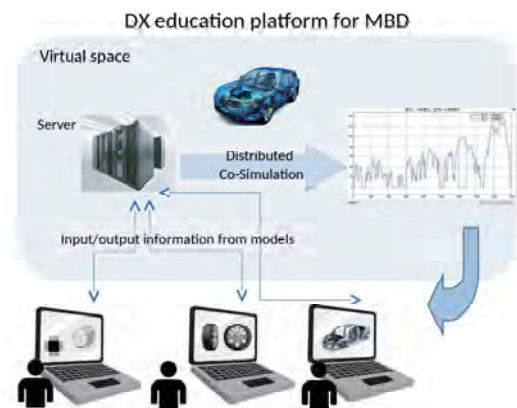 DX education platform for MBD
Virtual space
Server
Distributed
Co-Simulation
Input/output information from models